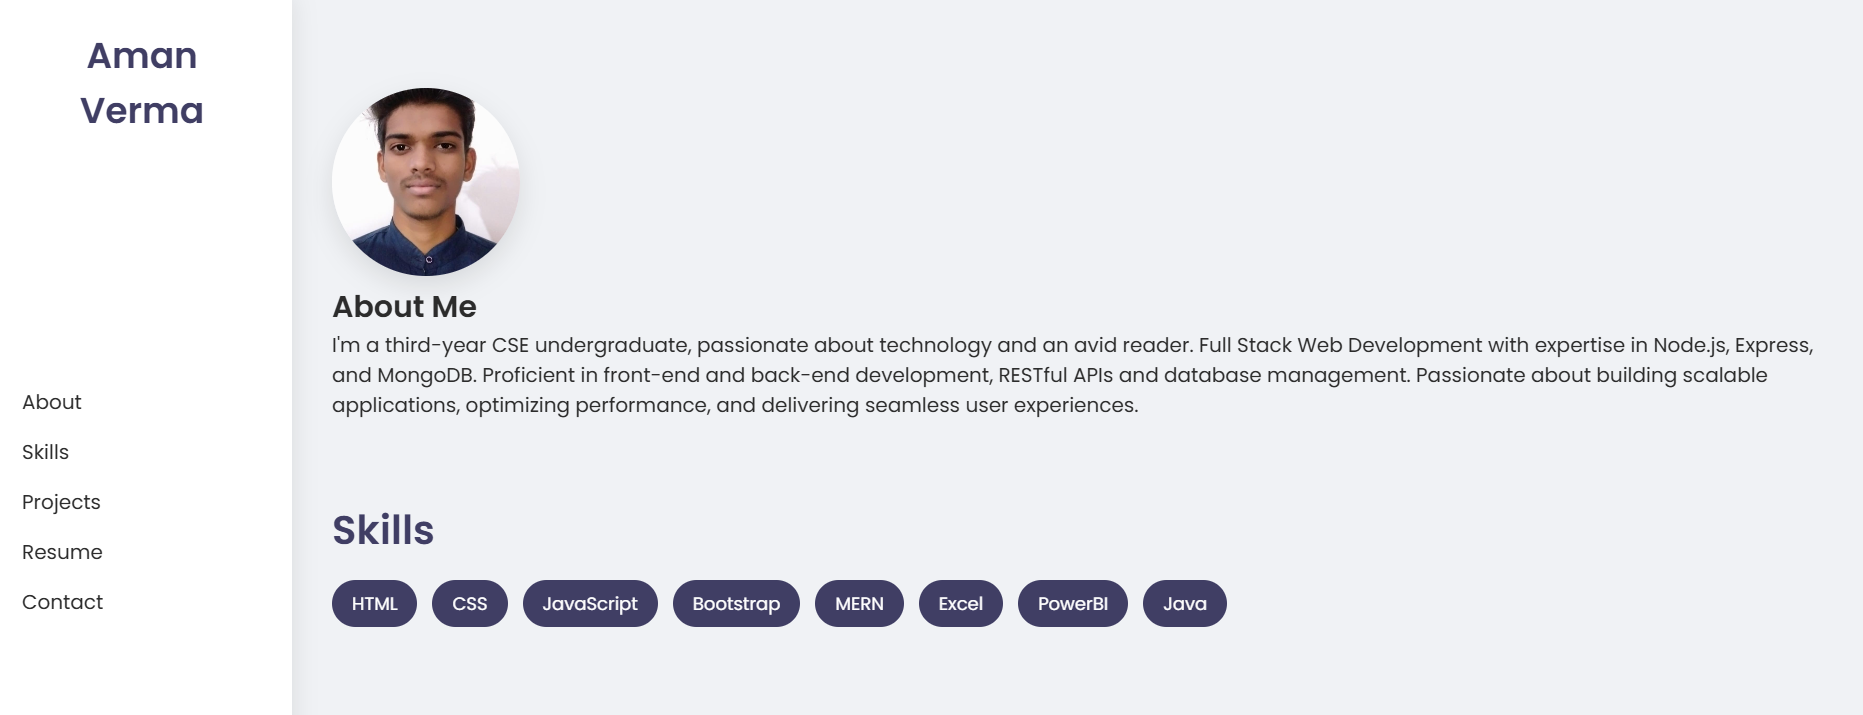 Aman
Verma
About
Skills
Projects
Resume
Contact
About Me
I'm a third-year CSE undergraduate, passionate about technology and an avid reader. Full Stack Web Development with expertise in Node.js, Express,
and MongoDB. Proficient in front-end and back-end development, RESTful APIs and database management. Passionate about building scalable
applications, optimizing performance, and delivering seamless user experiences.
Skills
HTML CSS JavaScript Bootstrap MERN Excel PowerBI Java